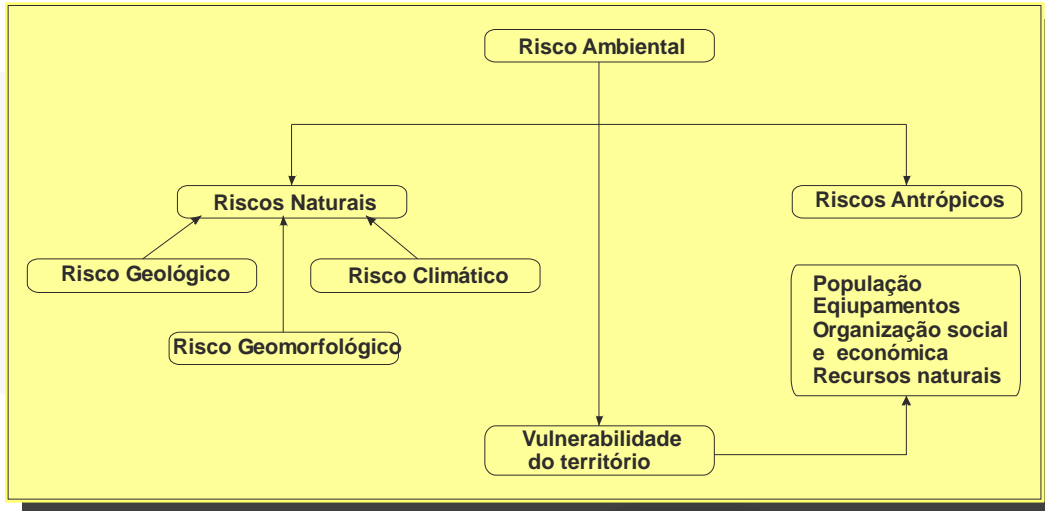 Risco Ambiental
Riscos Naturais
Riscos Antrópicos
Risco Geológico
Risco Climático
Risco Geomorfológico
População
Eqiupamentos
Organização social
e económica
Recursos naturais
Vulnerabilidade
do território